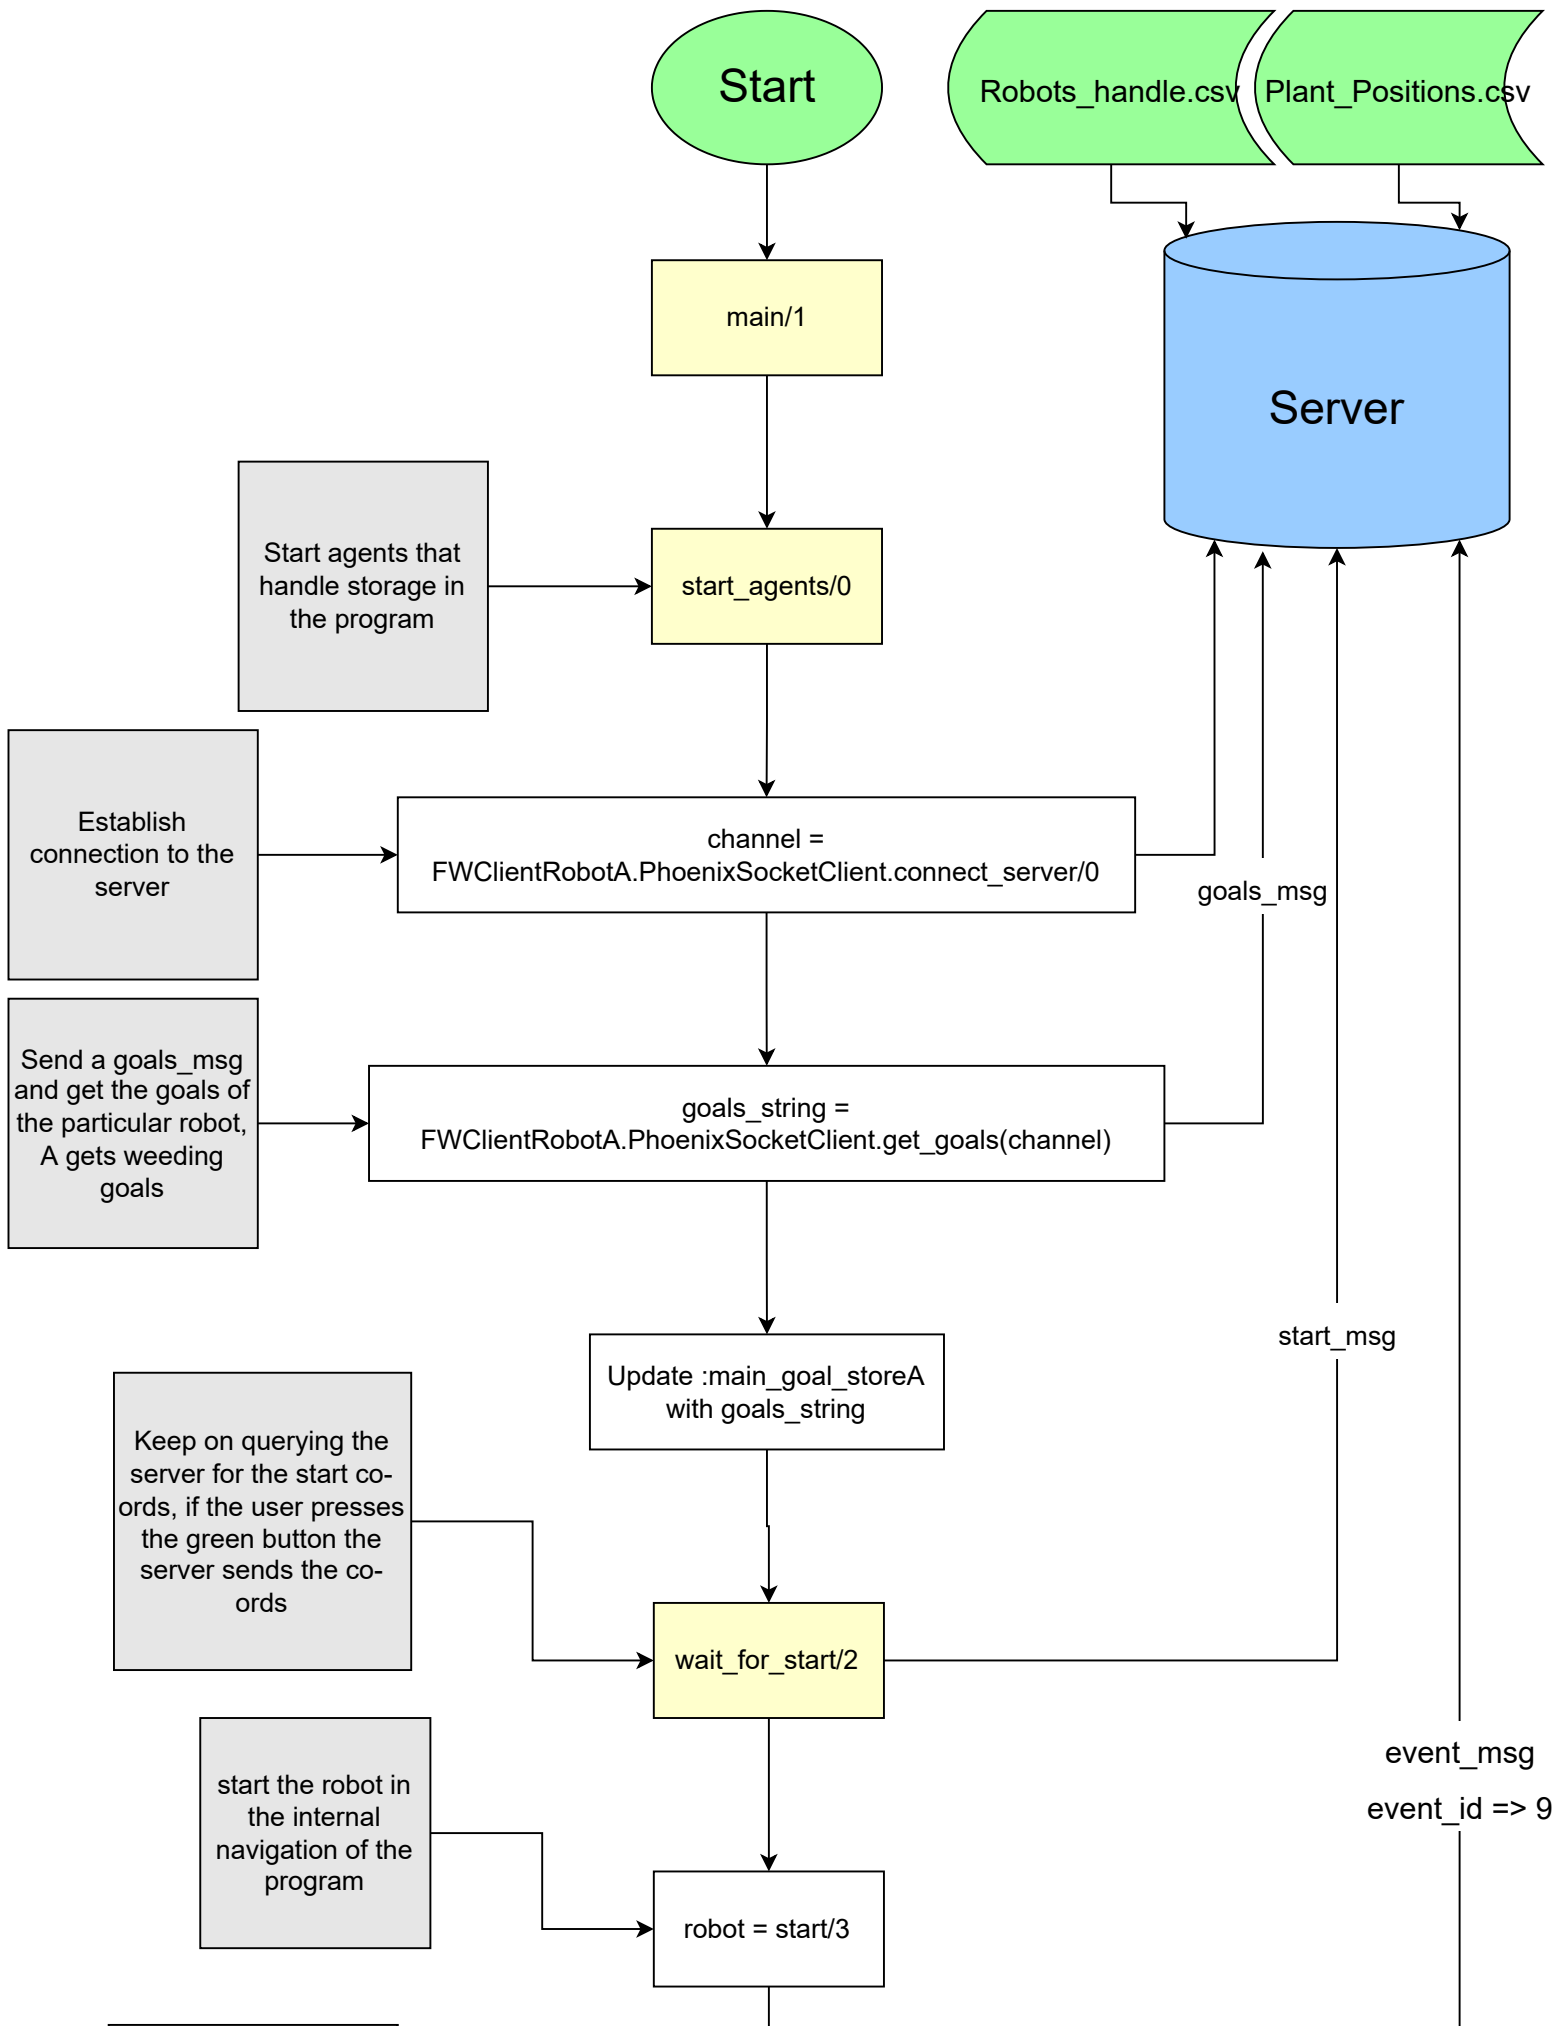 Start
Robots_handle.csv
Plant_Positions.csv
main/1
Server
Start agents that
handle storage in
the program
start_agents/0
Establish
connection to the
server
channel =
FWClientRobotA.PhoenixSocketClient.connect_server/0
goals_msg
Send a goals_msg
and get the goals of
the particular robot,
A gets weeding
goals
goals_string =
FWClientRobotA.PhoenixSocketClient.get_goals(channel)
start_msg
Update :main_goal_storeA
with goals_string
Keep on querying the
server for the start co-
ords, if the user presses
the green button the
server sends the co-
ords
wait_for_start/2
event_msg
event_id => 9
start the robot in
the internal
navigation of the
program
robot = start/3